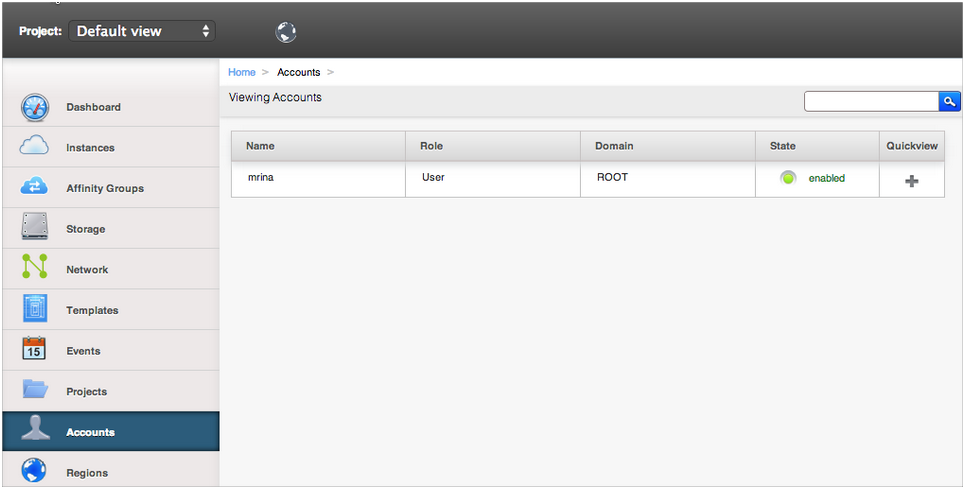 Project: Default view
Home > Accounts >
Viewing Accounts
Name Role Domain State Quickview
mrina User ROOT enabled
Dashboard
Instances
Affinity Groups
Storage
Network
Templates
15 Events
Projects
Accounts
Regions